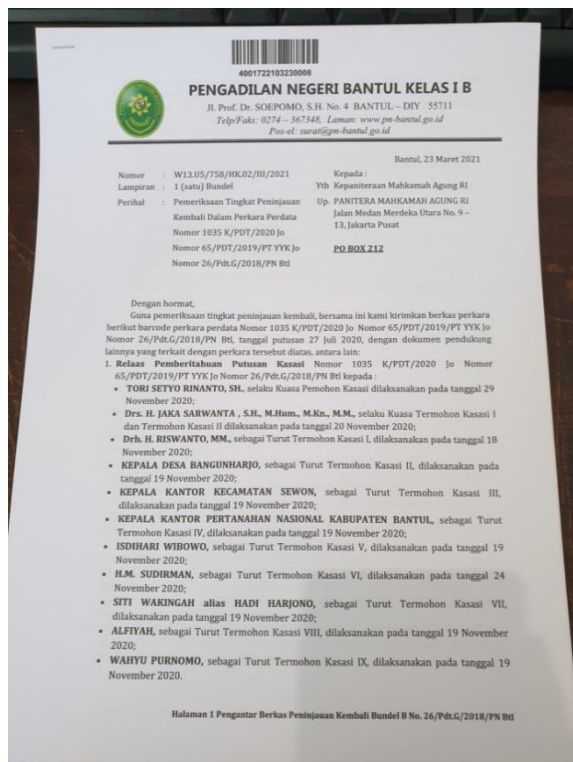 4001722103230008
PENGADILAN NEGERI BANTUL KELAS I B
Jl. Prof. Dr. SOEPOMO, S.H. No. 4 BANTUL – DIY 55711
Telp/Faks: 0274 – 367348, Laman: www.pn-bantul.go.id
Pos-el: surat@pn-bantul.go.id
Bantul, 23 Maret 2021
Nomor : W13.U5/758/HK.02/III/2021
Lampiran : 1 (satu) Bundel
Perihal : Pemeriksaan Tingkat Peninjauan
Kembali Dalam Perkara Perdata
Nomor 1035 K/PDT/2020 Jo
Nomor 65/PDT/2019/PT YYK Jo
Nomor 26/Pdt.G/2018/PN Btl
Kepada :
Yth Kepaniteraan Mahkamah Agung RI
Up. PANITERA MAHKAMAH AGUNG RI
Jalan Medan Merdeka Utara No. 9 –
13, Jakarta Pusat
PO BOX 212
Dengan hormat,
Guna pemeriksaan tingkat peninjauan kembali, bersama ini kami kirimkan berkas perkara
berikut barcode perkara perdata Nomor 1035 K/PDT/2020 Jo Nomor 65/PDT/2019/PT YYK Jo
Nomor 26/Pdt.G/2018/PN Btl, tanggal putusan 27 Juli 2020, dengan dokumen pendukung
lainnya yang terkait dengan perkara tersebut diatas, antara lain:
1. Relaas Pemberitahuan Putusan Kasasi Nomor 1035 K/PDT/2020 Jo Nomor
65/PDT/2019/PT YYK Jo Nomor 26/Pdt.G/2018/PN Btl kepada :
• TORI SETYO RINANTO, SH., selaku Kuasa Pemohon Kasasi dilaksanakan pada tanggal 29
November 2020;
• Drs. H. JAKA SARWANTA , S.H., M.Hum., M.Kn., M.M., selaku Kuasa Termohon Kasasi I
dan Termohon Kasasi II dilaksanakan pada tanggal 20 November 2020;
• Drh. H. RISWANTO, MM., sebagai Turut Termohon Kasasi I, dilaksanakan pada tanggal 18
November 2020;
• KEPALA DESA BANGUNHARJO, sebagai Turut Termohon Kasasi II, dilaksanakan pada
tanggal 19 November 2020;
• KEPALA KANTOR KECAMATAN SEWON, sebagai Turut Termohon Kasasi III,
dilaksanakan pada tanggal 19 November 2020;
• KEPALA KANTOR PERTANAHAN NASIONAL KABUPATEN BANTUL, sebagai Turut
Termohon Kasasi IV, dilaksanakan pada tanggal 19 November 2020;
• ISDIHARI WIBOWO, sebagai Turut Termohon Kasasi V, dilaksanakan pada tanggal 19
November 2020;
• H.M. SUDIRMAN, sebagai Turut Termohon Kasasi VI, dilaksanakan pada tanggal 24
November 2020;
• SITI WAKINGAH alias HADI HARJONO, sebagai Turut Termohon Kasasi VII,
dilaksanakan pada tanggal 19 November 2020;
• ALFIYAH, sebagai Turut Termohon Kasasi VIII, dilaksanakan pada tanggal 19 November
2020;
• WAHYU PURNOMO, sebagai Turut Termohon Kasasi IX, dilaksanakan pada tanggal 19
November 2020.
Halaman 1 Pengantar Berkas Peninjauan Kembali Bundel B No. 26/Pdt.G/2018/PN Btl